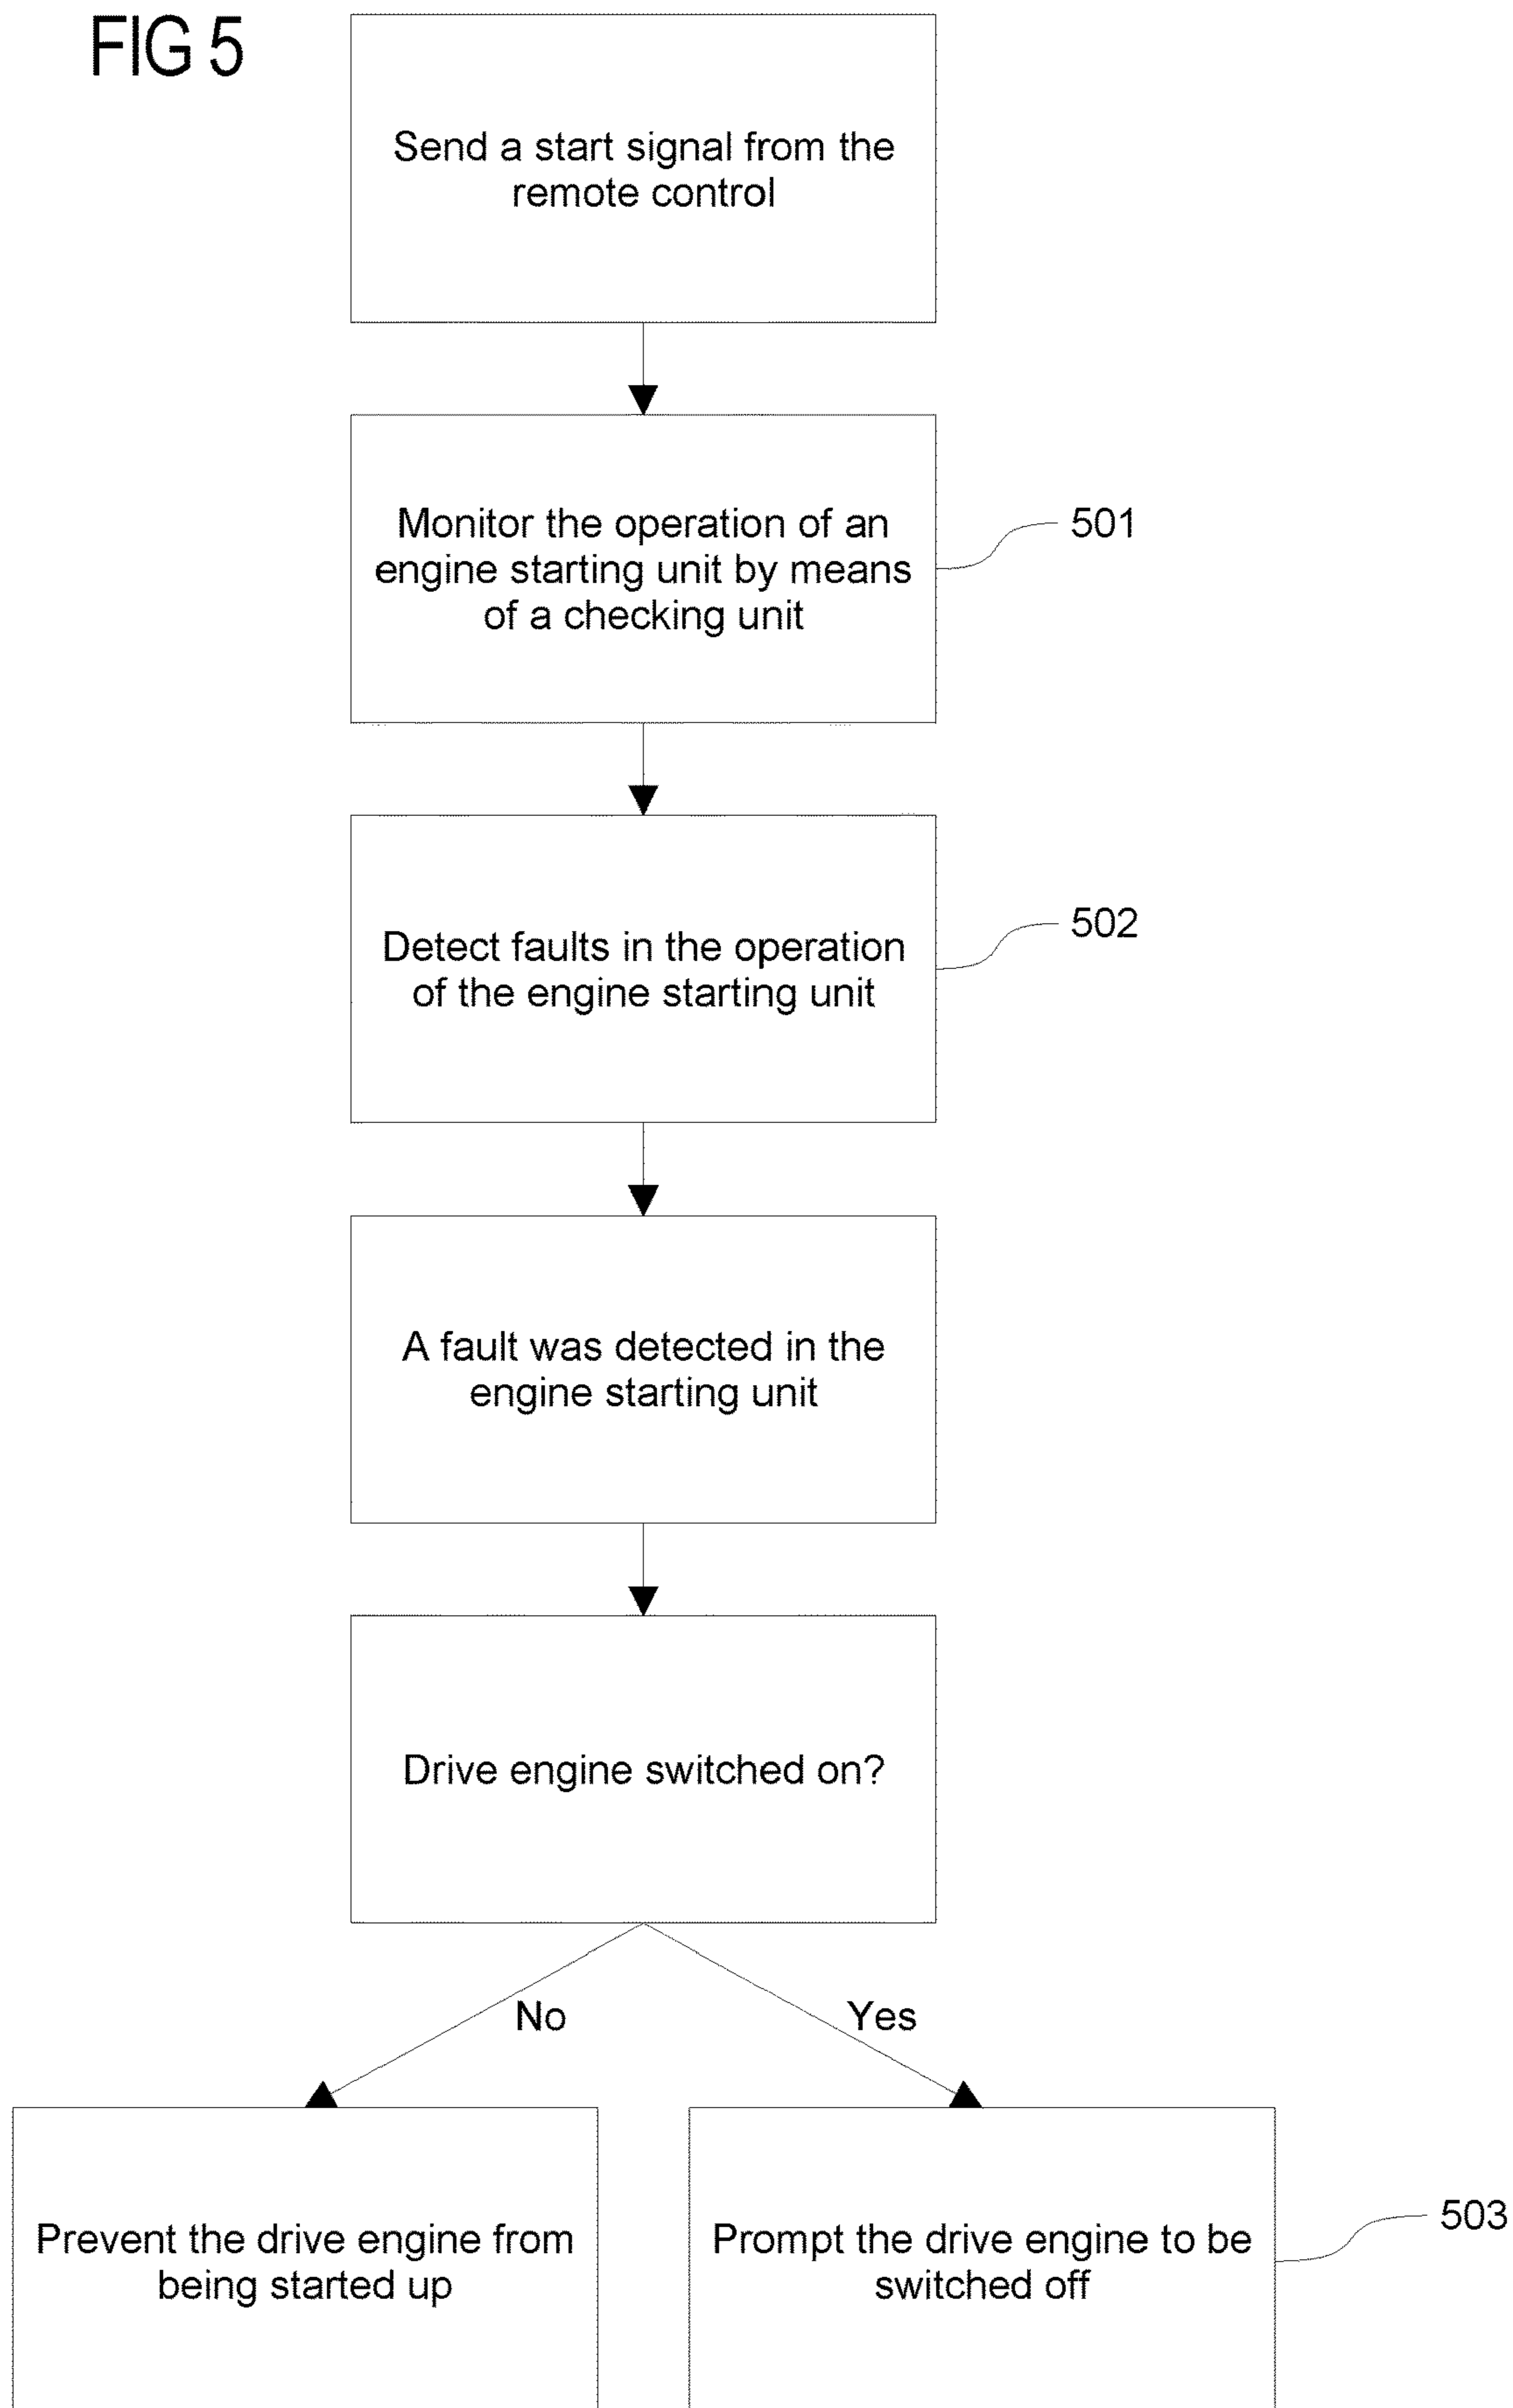 FIG 5
Send a start signal from the
remote control
Monitor the operation of an
engine starting unit by means
of a checking unit
501
Detect faults in the operation
of the engine starting unit
502
A fault was detected in the
engine starting unit
Drive engine switched on?
No
Yes
Prevent the drive engine from
being started up
Prompt the drive engine to be
switched off
503